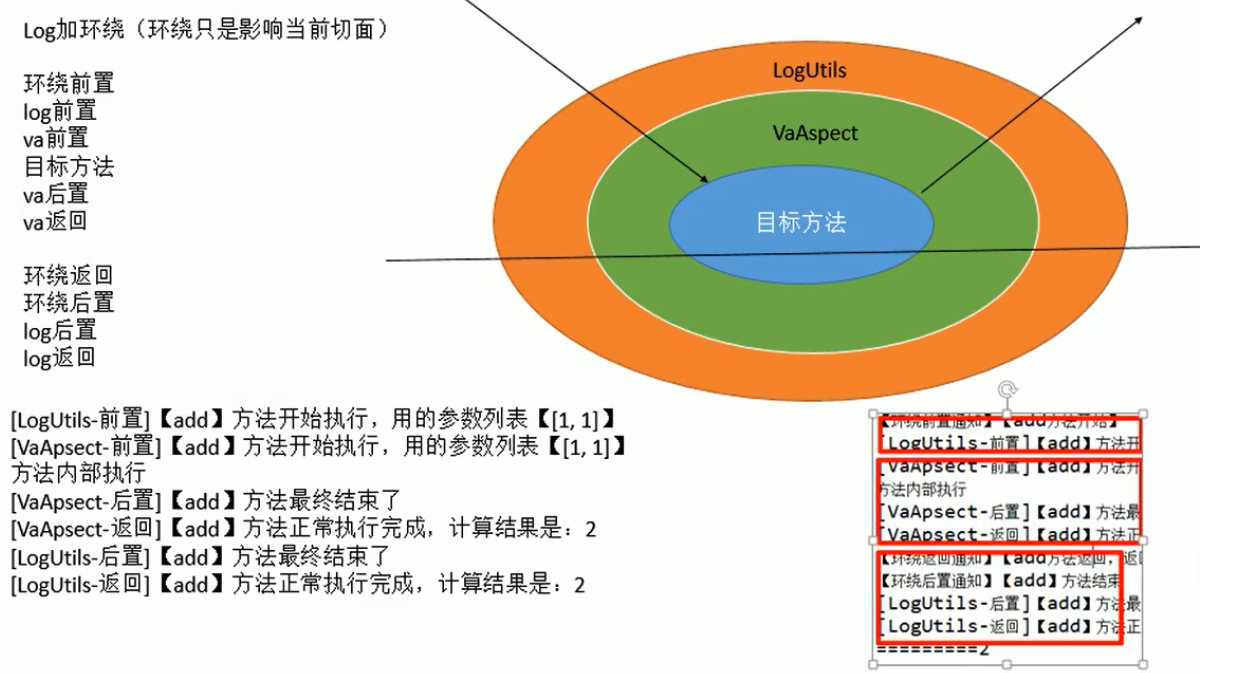 Log加环绕（环绕只是影响当前切面）
环绕前置
log前置
va前置
目标方法
va后置
va返回
环绕返回
环绕后置
log后置
log返回
LogUtils
VaAspect
目标方法
[LogUtils-前置]【add】方法开始执行，用的参数列表【[1, 1]】
[VaApsect-前置]【add】方法开始执行，用的参数列表【[1, 1]】
方法内部执行
[VaApsect-后置]【add】方法最终结束了
[VaApsect-返回]【add】方法正常执行完成，计算结果是：2
[LogUtils-后置]【add】方法最终结束了
[LogUtils-返回]【add】方法正常执行完成，计算结果是：2
【环绕前置通知】【add方法开始】
[LogUtils-前置]【add】方法开
[VaApsect-前置]【add】方法开
方法内部执行
[VaApsect-后置]【add】方法最
[VaApsect-返回]【add】方法正
【环绕返回通知】【add方法返回，返
【环绕后置通知】【add】方法结束
[LogUtils-后置]【add】方法最
[LogUtils-返回]【add】方法正
=========2